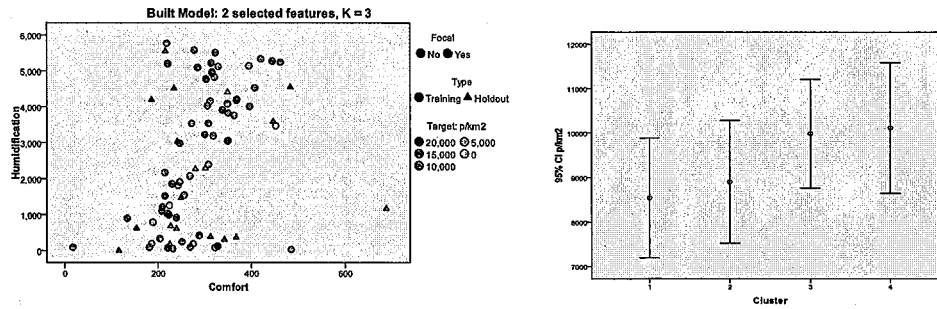 Built Model: 2 selected features, K = 3
Humidification
6,000
5,000
4,000
3,000
2,000
1,000
0
0 200 400 600
Comfort
Focal
No Yes
Type
Training Holdout
Target: p/km2
20,000 5,000
15,000 0
10,000
95% CI p/km2
12000
11000
10000
9000
8000
7000
1 2 3 4
Cluster